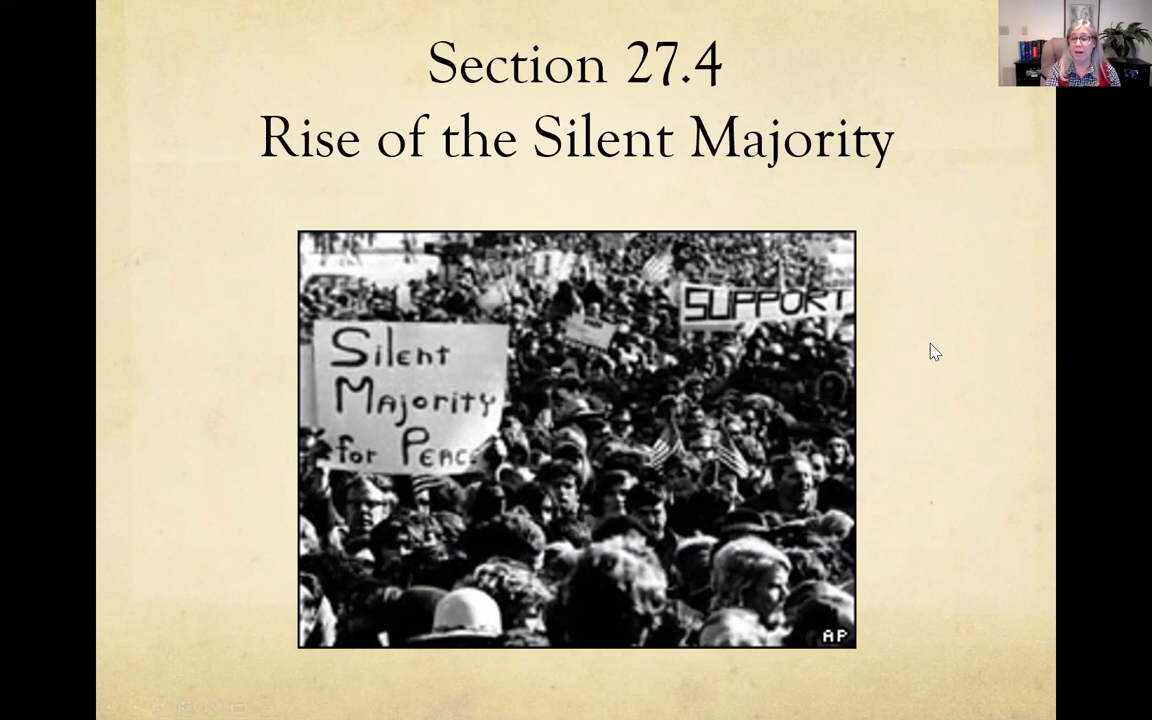 Section 27.4
Rise of the Silent Majority
SUPPORT
Silent
Majority
for Peace
AP